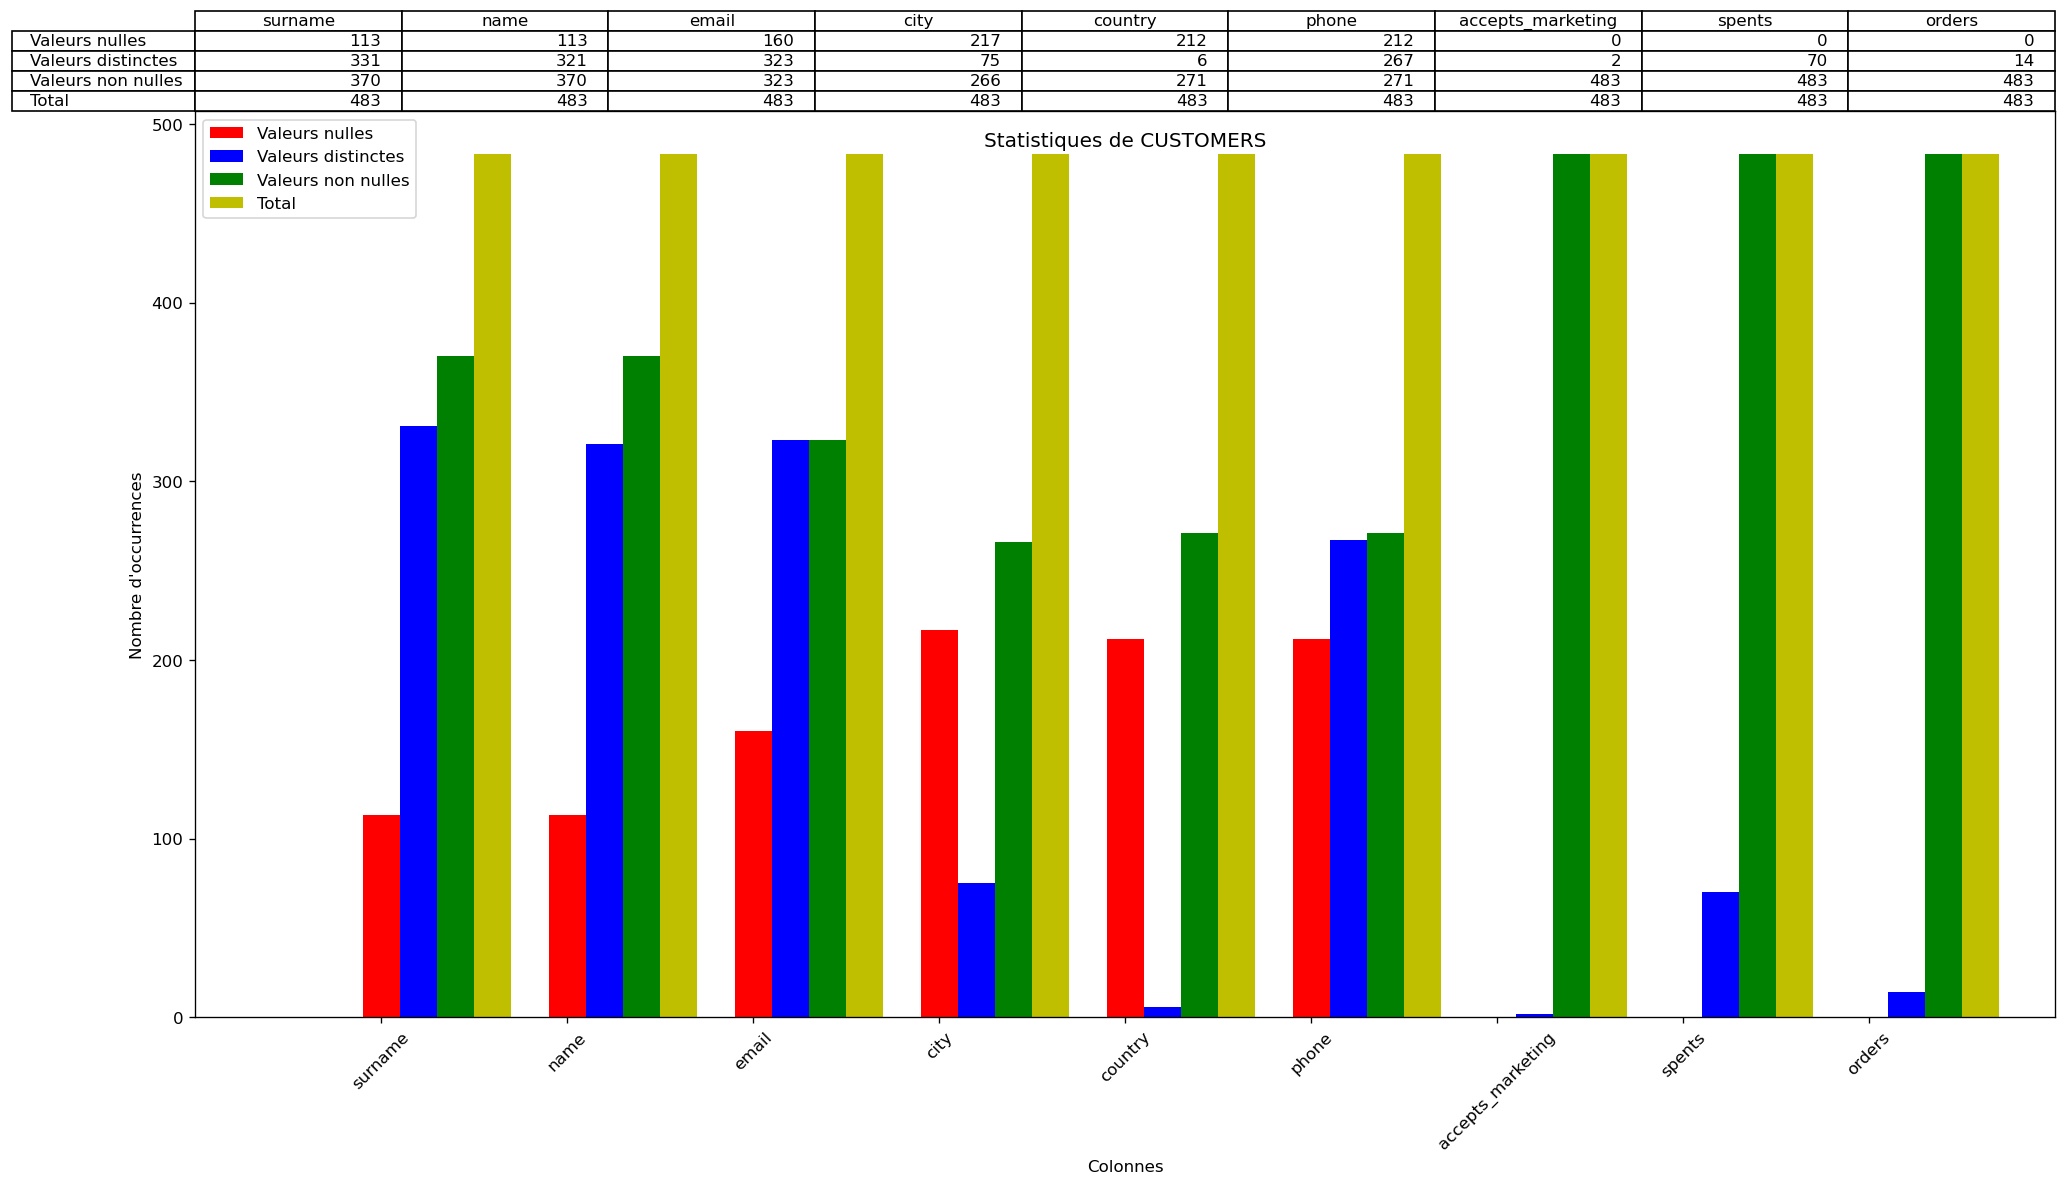 surname name email city country phone accepts_marketing spents orders
Valeurs nulles 113 113 160 217 212 212 0 0 0
Valeurs distinctes 331 321 323 75 6 267 2 70 14
Valeurs non nulles 370 370 323 266 271 271 483 483 483
Total 483 483 483 483 483 483 483 483 483
Statistiques de CUSTOMERS
Valeurs nulles
Valeurs distinctes
Valeurs non nulles
Total
500
400
300
200
100
0
Nombre d'occurrences
surname name email city country phone accepts_marketing spents orders
Colonnes